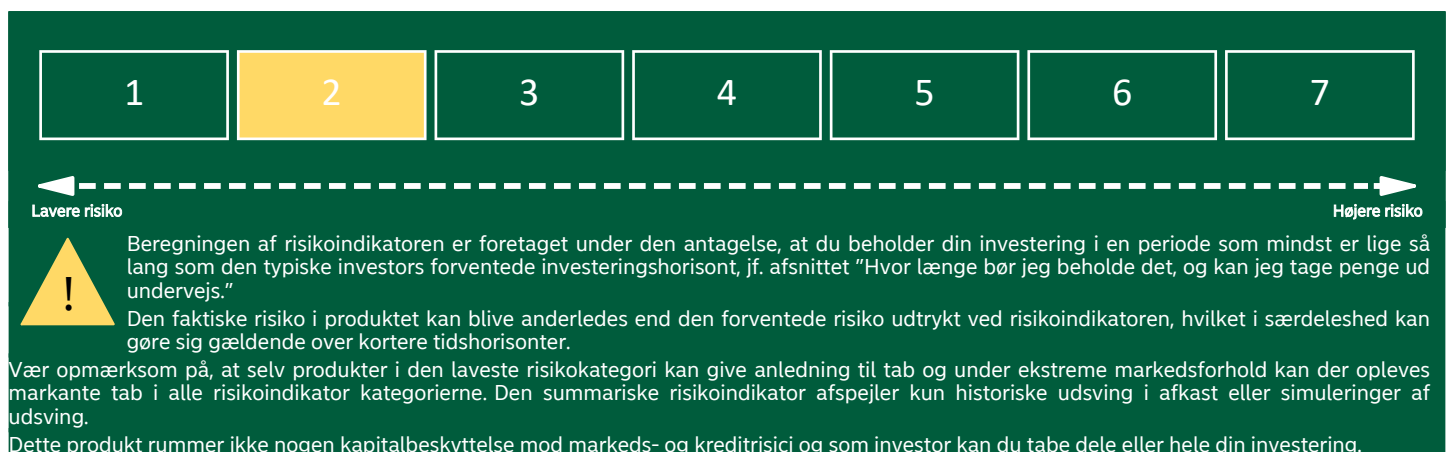 1 2 3 4 5 6 7
Lavere risiko Højere risiko
Beregningen af risikoindikatoren er foretaget under den antagelse, at du beholder din investering i en periode som mindst er lige så
lang som den typiske investors forventede investeringshorisont, jf. afsnittet ”Hvor længe bør jeg beholde det, og kan jeg tage penge ud
undervejs.”
!
Den faktiske risiko i produktet kan blive anderledes end den forventede risiko udtrykt ved risikoindikatoren, hvilket i særdeleshed kan
gøre sig gældende over kortere tidshorisonter.
Vær opmærksom på, at selv produkter i den laveste risikokategori kan give anledning til tab og under ekstreme markedsforhold kan der opleves
markante tab i alle risikoindikator kategorierne. Den summariske risikoindikator afspejler kun historiske udsving i afkast eller simuleringer af
udsving.
Dette produkt rummer ikke nogen kapitalbeskyttelse mod markeds- og kreditrisici og som investor kan du tabe dele eller hele din investering.